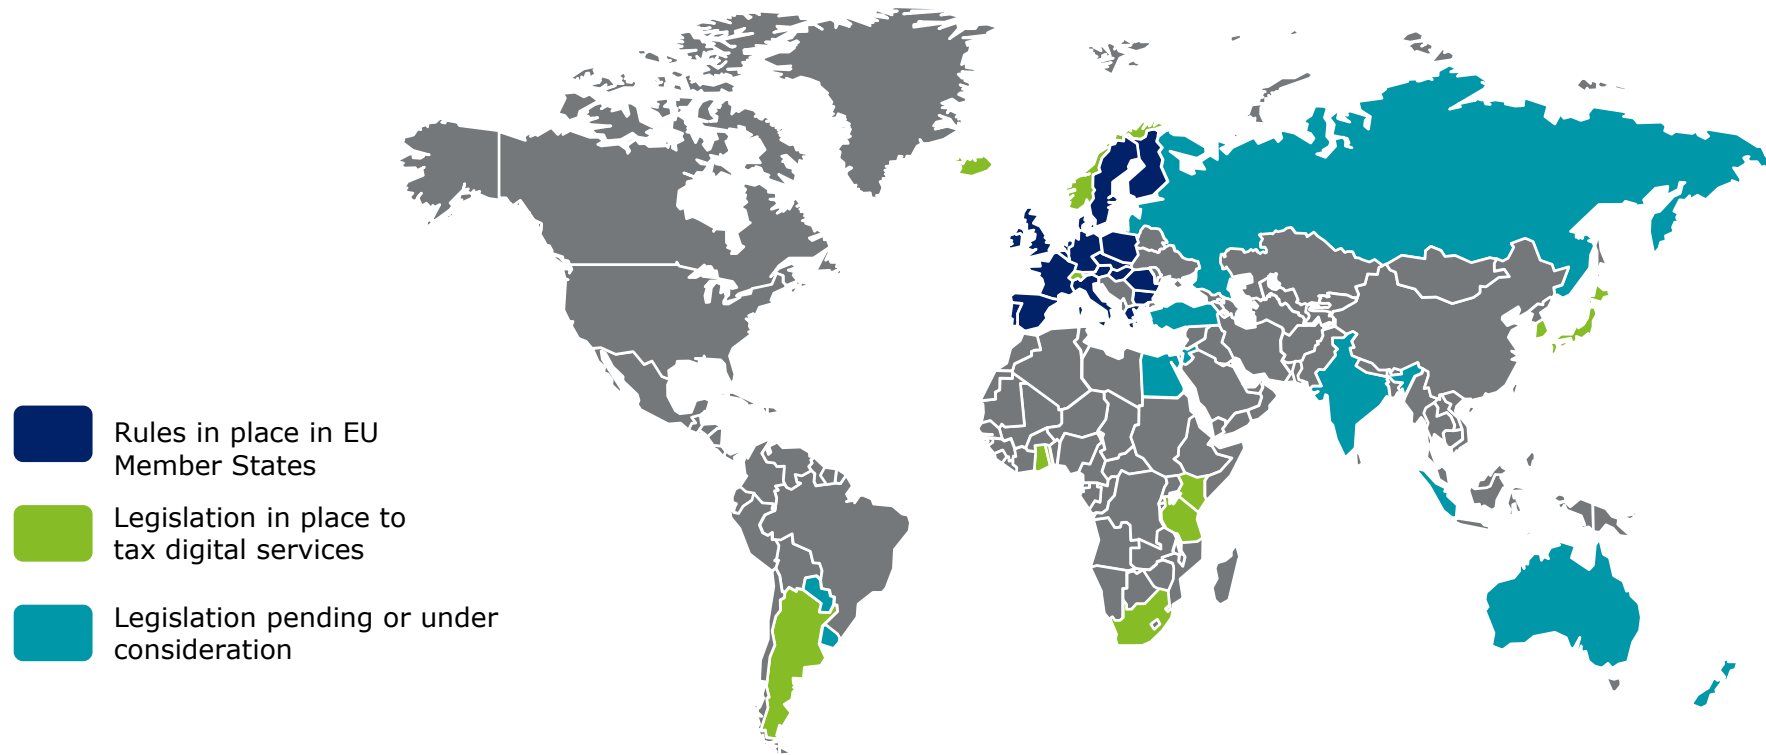 Rules in place in EU
Member States
Legislation in place to
tax digital services
Legislation pending or under
consideration